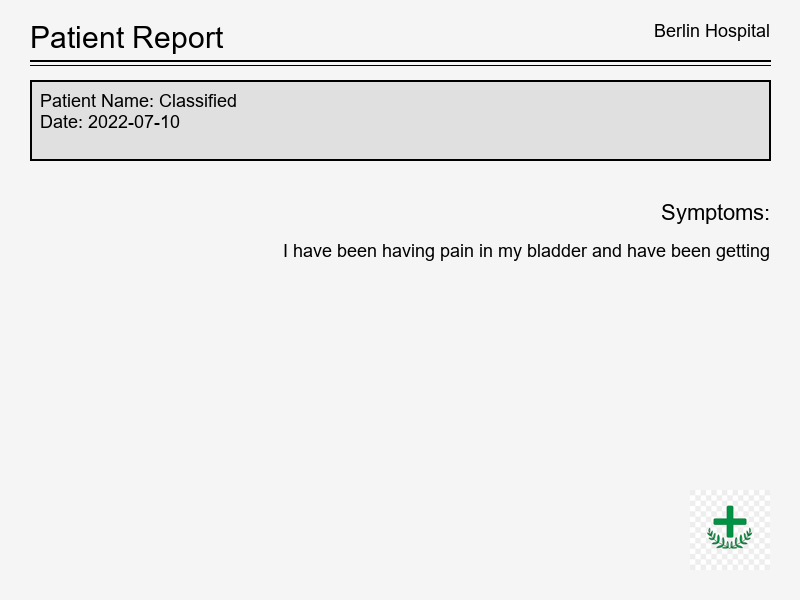 Patient Report
Berlin Hospital
Patient Name: Classified
Date: 2022-07-10
Symptoms:
I have been having pain in my bladder and have been getting